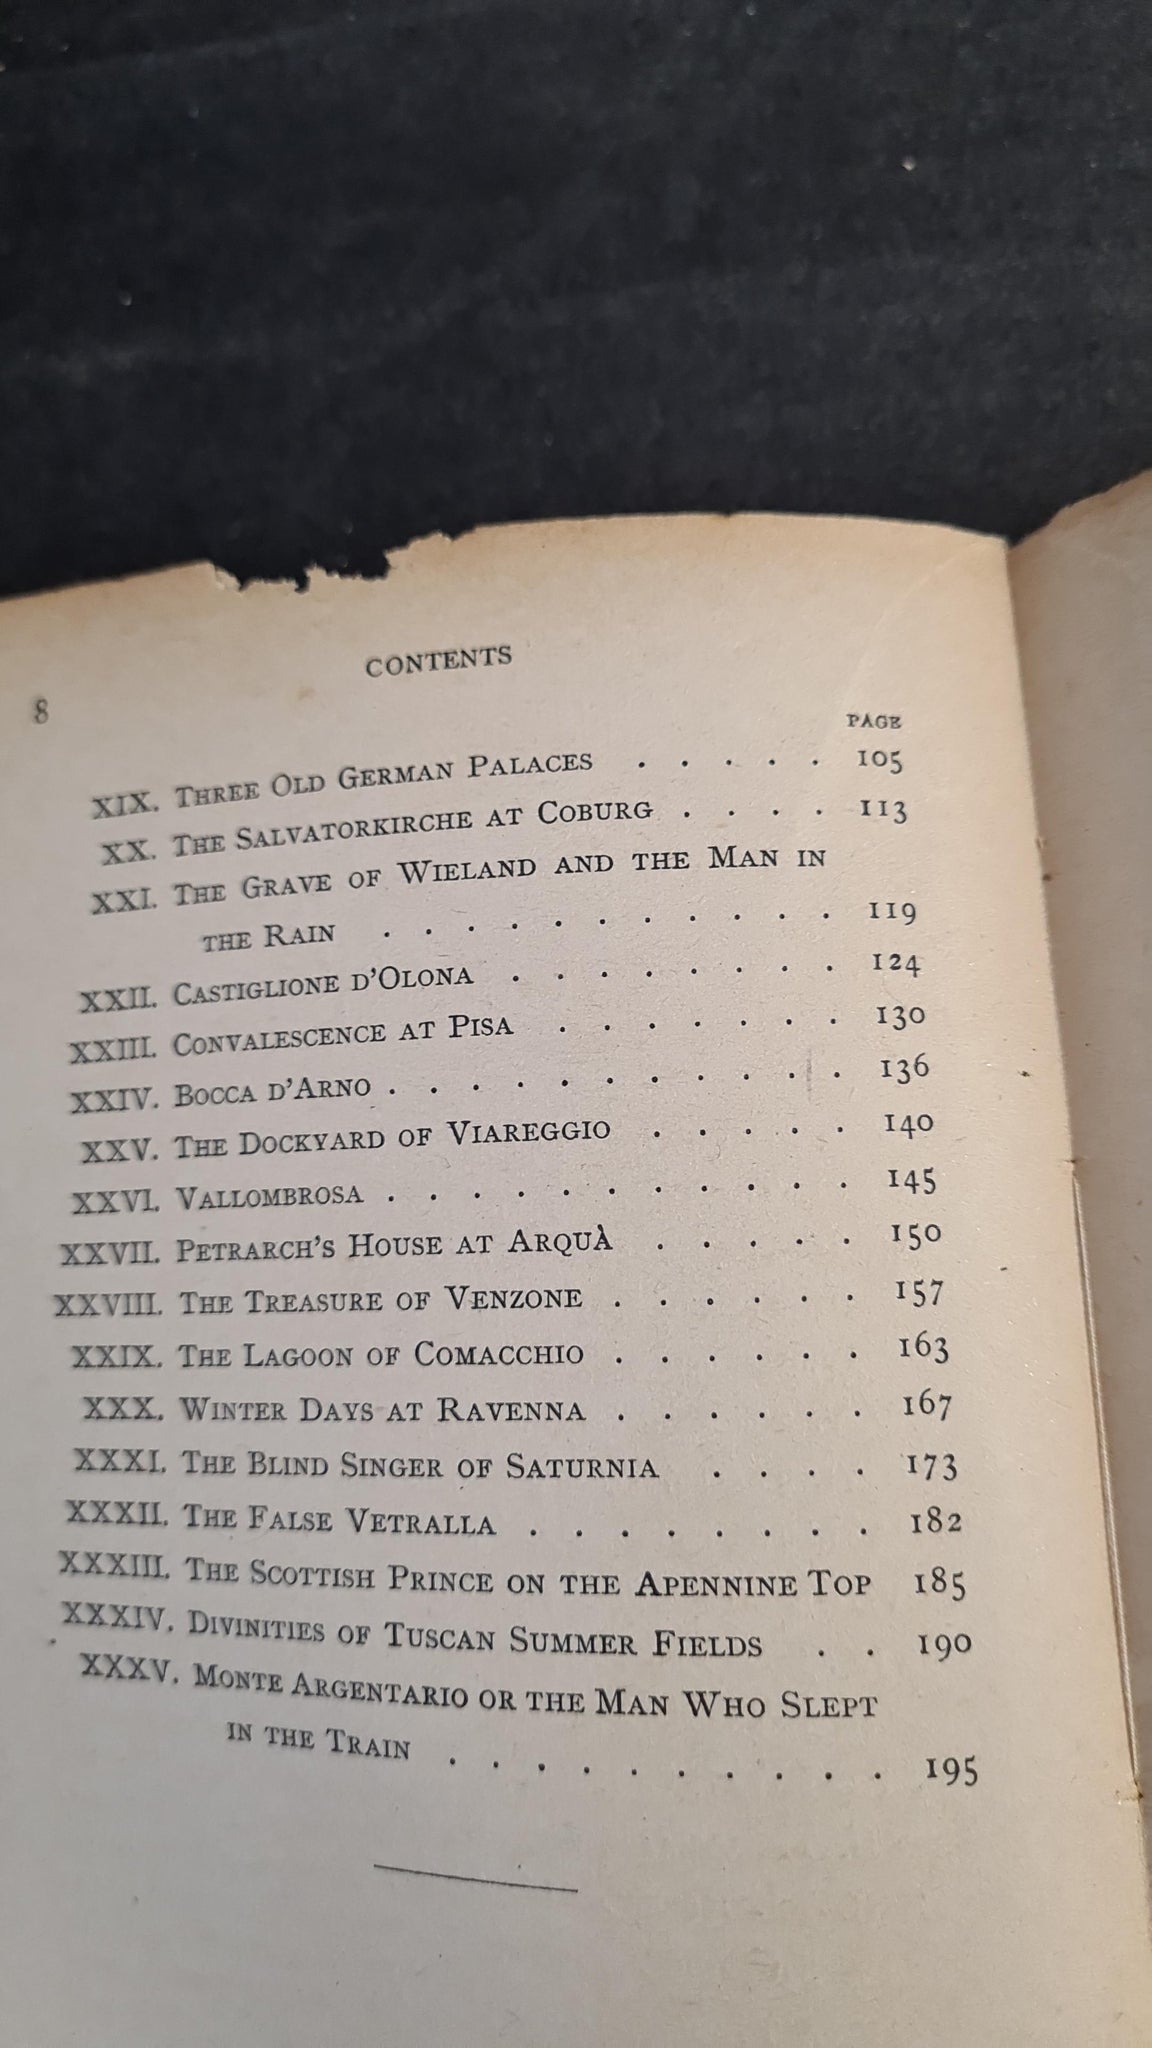 8
CONTENTS
PAGE
XIX. THREE OLD GERMAN PALACES . . . . . 105
XX. THE SALVATORKIRCHE AT COBURG . . . . 113
XXI. THE GRAVE OF WIELAND AND THE MAN IN
THE RAIN . . . . . . . . . . . 119
XXII. CASTIGLIONE D'OLONA . . . . . . . . 124
XXIII. CONVALESCENCE AT PISA . . . . . . . 130
XXIV. BOCCA D'ARNO . . . . . . . . . . . 136
XXV. THE DOCKYARD OF VIAREGGIO . . . . . 140
XXVI. VALLOMBROSA . . . . . . . . . . . 145
XXVII. PETRARCH'S HOUSE AT ARQUÀ . . . . . 150
XXVIII. THE TREASURE OF VENZONE . . . . . . 157
XXIX. THE LAGOON OF COMACCHIO . . . . . . 163
XXX. WINTER DAYS AT RAVENNA . . . . . . 167
XXXI. THE BLIND SINGER OF SATURNIA . . . . 173
XXXII. THE FALSE VETRALLA . . . . . . . . 182
XXXIII. THE SCOTTISH PRINCE ON THE APENNINE TOP 185
XXXIV. DIVINITIES OF TUSCAN SUMMER FIELDS . . 190
XXXV. MONTE ARGENTARIO OR THE MAN WHO SLEPT
IN THE TRAIN . . . . . . . . . . 195